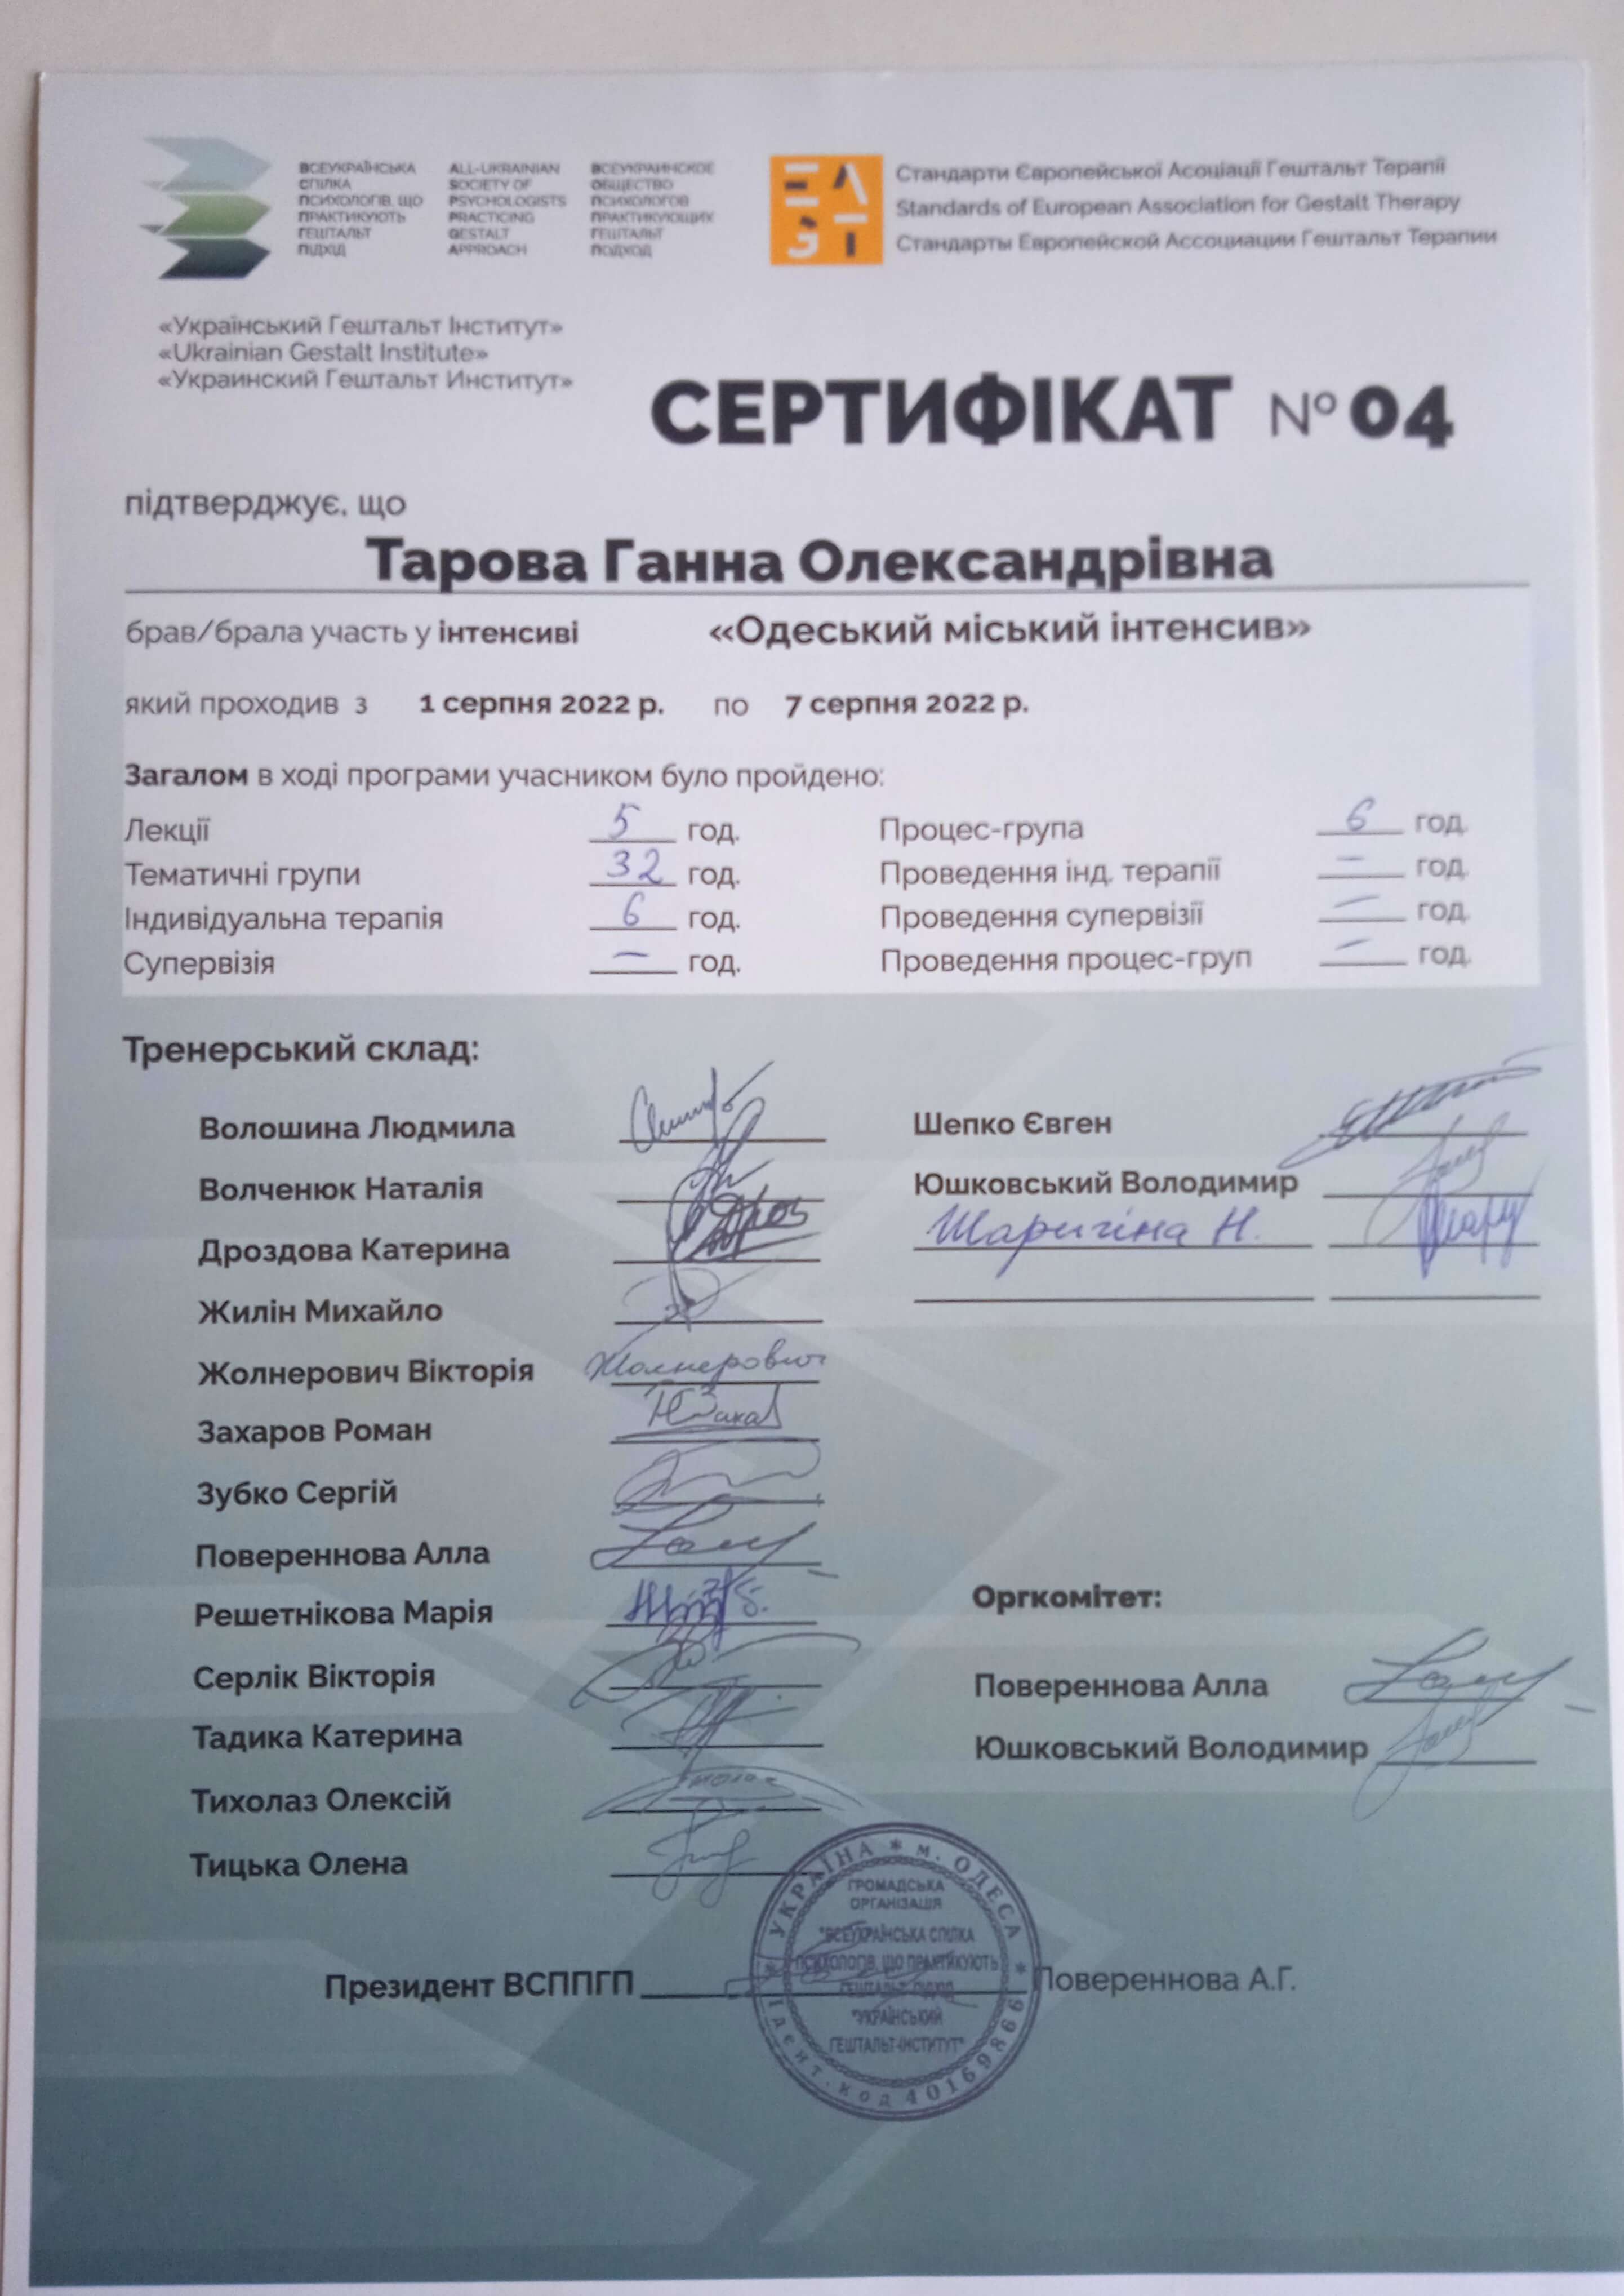 ВСЕУКРАЇНСЬКА
СПІЛКА
ПСИХОЛОГІВ, ЩО
ПРАКТИКУЮТЬ
ГЕШТАЛЬТ
ПІДХІД
ALL-UKRAINIAN
SOCIETY OF
PSYCHOLOGISTS
PRACTICING
GESTALT
APPROACH
ВСЕУКРАИНСКОЕ
ОБЩЕСТВО
ПСИХОЛОГОВ
ПРАКТИКУЮЩИХ
ГЕШТАЛЬТ
ПОДХОД
EAGT
Стандарти Європейської Асоціації Гештальт Терапії
Standards of European Association for Gestalt Therapy
Стандарты Европейской Ассоциации Гештальт Терапии
«Український Гештальт Інститут»
«Ukrainian Gestalt Institute»
«Украинский Гештальт Институт»
СЕРТИФІКАТ № 04
підтверджує, що
Тарова Ганна Олександрівна
брав/брала участь у інтенсиві «Одеський міський інтенсив»
який проходив з 1 серпня 2022 р. по 7 серпня 2022 р.
Загалом в ході програми учасником було пройдено:
Лекції 5 год. Процес-група 6 год.
Тематичні групи 32 год. Проведення інд. терапії – год.
Індивідуальна терапія 6 год. Проведення супервізії – год.
Супервізія – год. Проведення процес-груп – год.
Тренерський склад:
Волошина Людмила
Шепко Євген
Волченюк Наталія
Юшковський Володимир
Дроздова Катерина
Шаригіна Н.
Жилін Михайло
Жолнерович Вікторія Жолнерович
Захаров Роман
Зубко Сергій
Повереннова Алла
Решетнікова Марія
Серлік Вікторія
Тадика Катерина
Тихолаз Олексій
Тицька Олена
Оргкомітет:
Повереннова Алла
Юшковський Володимир
Президент ВСППГП Повереннова А.Г.
* УКРАЇНА * м. ОДЕСА *
Ідент. код 40169866
ГРОМАДСЬКА
ОРГАНІЗАЦІЯ
"ВСЕУКРАЇНСЬКА СПІЛКА
ПСИХОЛОГІВ, ЩО ПРАКТИКУЮТЬ
ГЕШТАЛЬТ ПІДХІД
"УКРАЇНСЬКИЙ
ГЕШТАЛЬТ-ІНСТИТУТ"